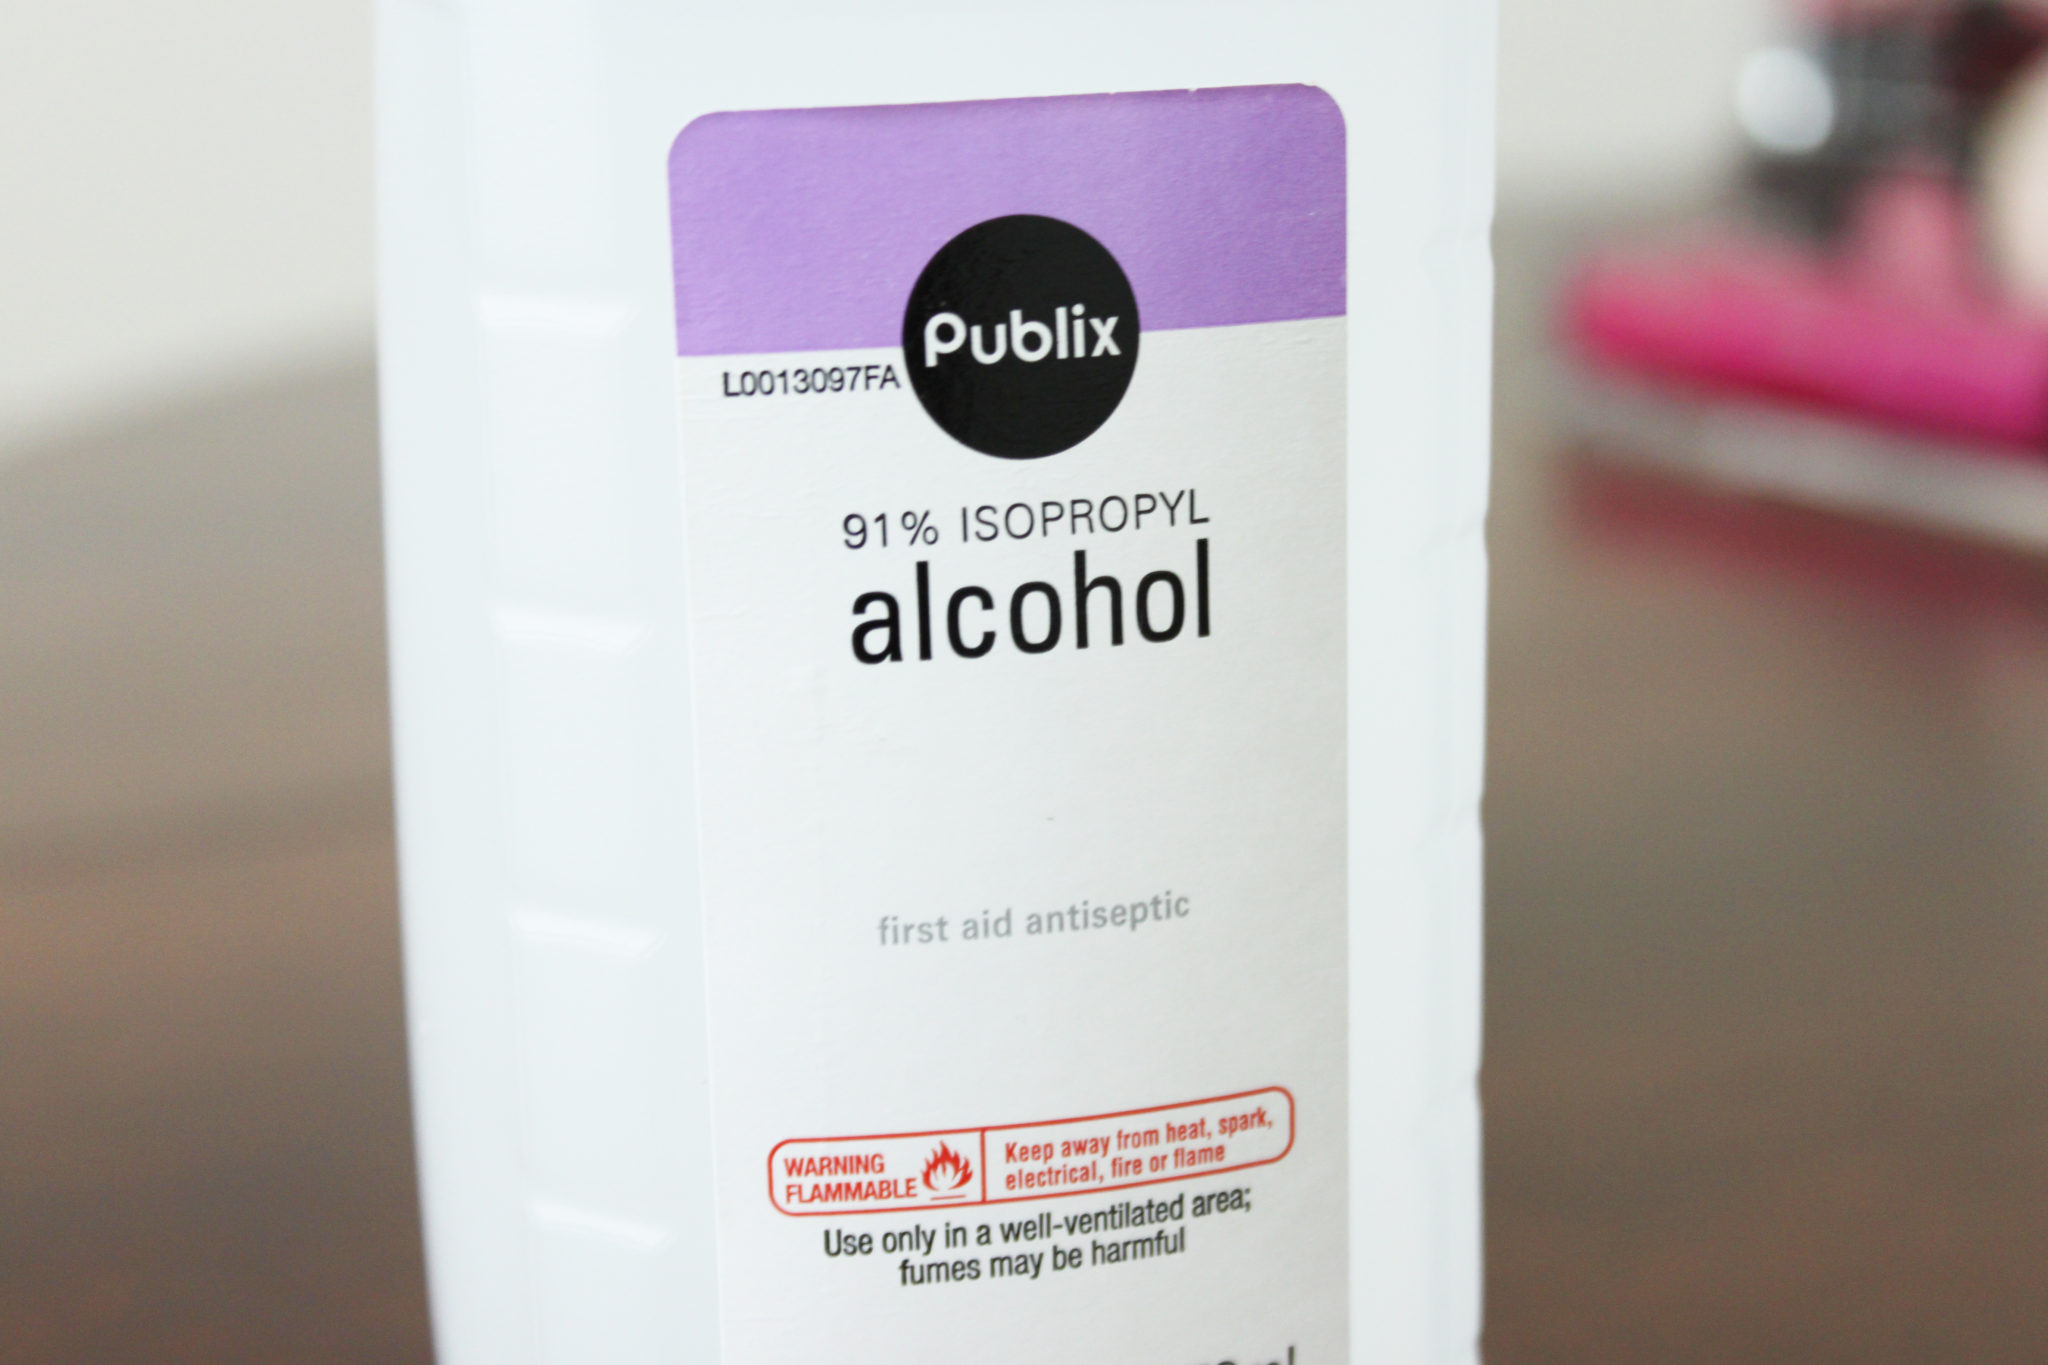 Publix
L0013097FA
91% ISOPROPYL
alcohol
first aid antiseptic
WARNING
FLAMMABLE
Keep away from heat, spark,
electrical, fire or flame
Use only in a well-ventilated area;
fumes may be harmful